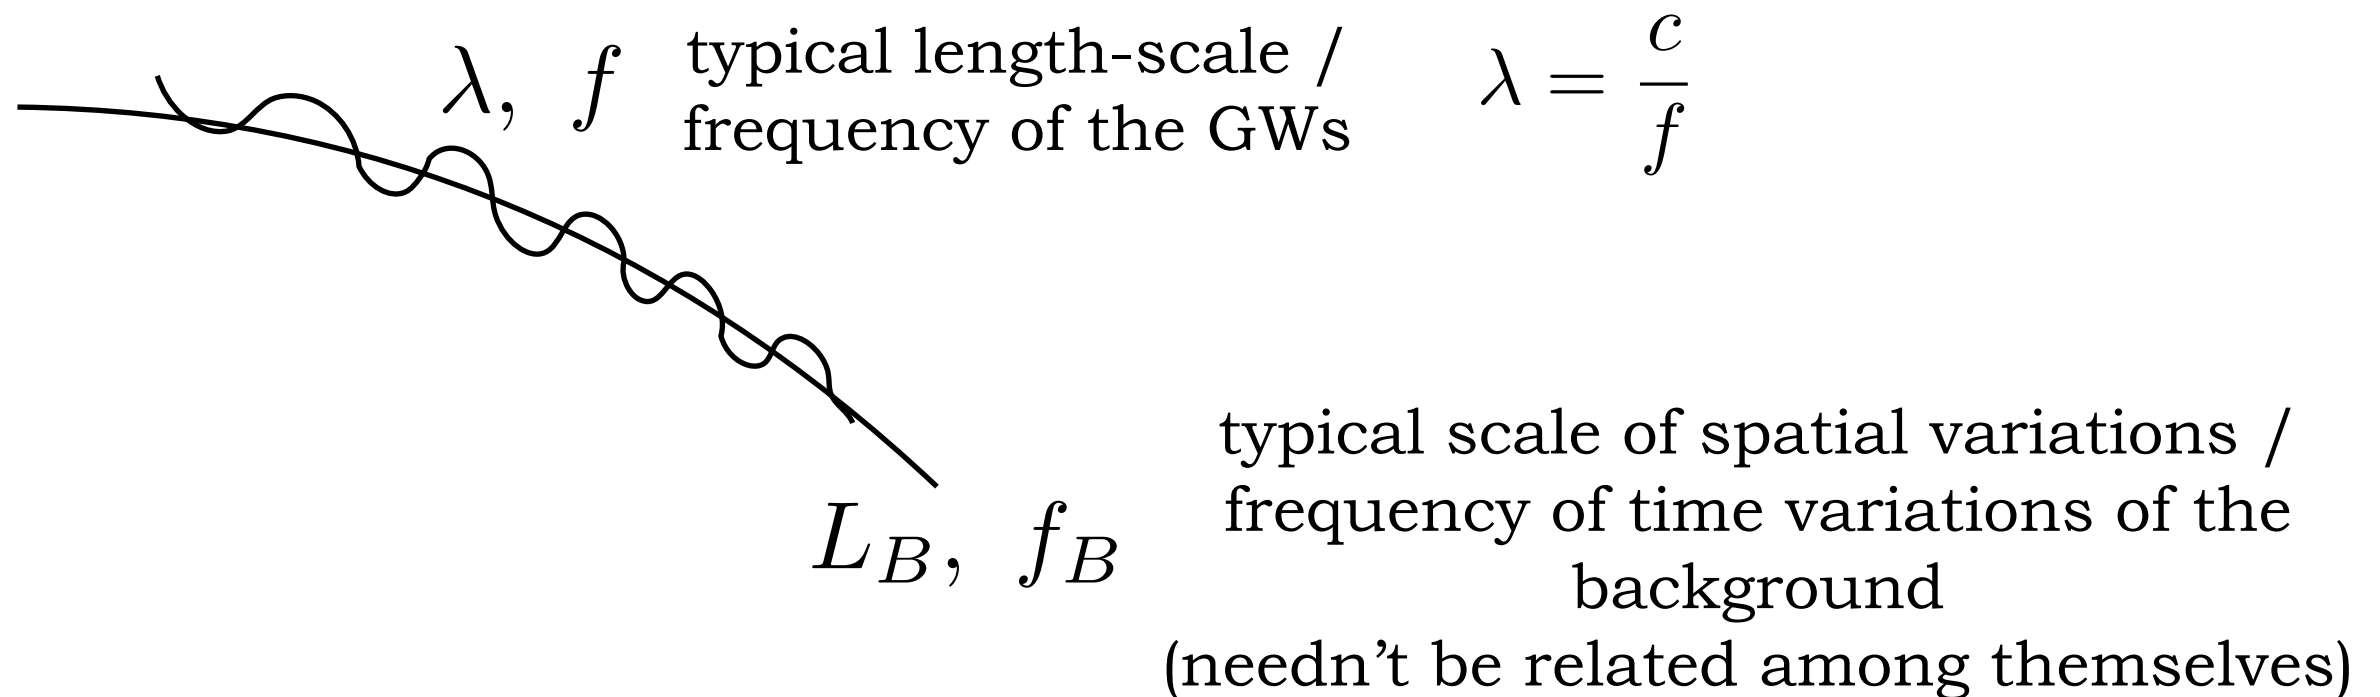 λ, f
typical length-scale /
frequency of the GWs
λ = c/f
L_B, f_B
typical scale of spatial variations /
frequency of time variations of the
background
(needn't be related among themselves)